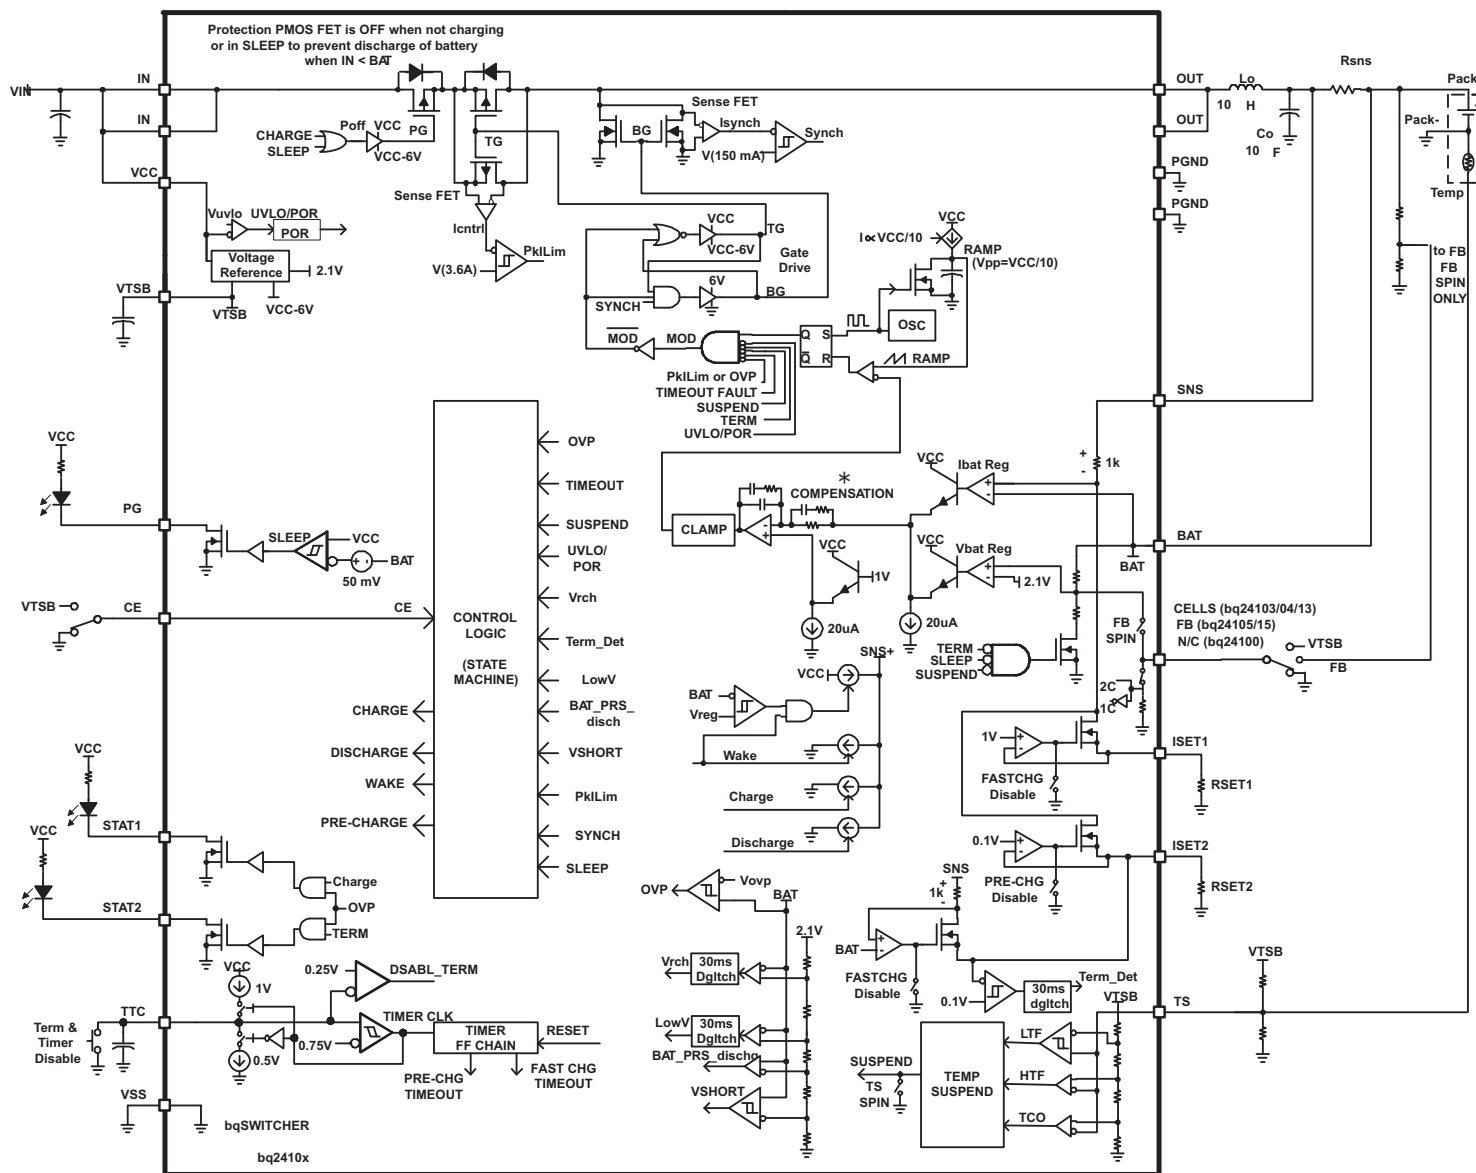 Protection PMOS FET is OFF when not charging
or in SLEEP to prevent discharge of battery
when IN < BAT
VIN
IN
IN
VCC
CHARGE
SLEEP
Poff
VCC
VCC-6V
PG
TG
Sense FET
Icntrl
V(3.6A)
PkILim
BG
Sense FET
Isynch
V(150 mA)
Synch
OUT
OUT
Lo
10 H
Rsns
Co
10 F
Pack+
Pack-
Temp
PGND
PGND
Vuvlo
UVLO/POR
POR
Voltage
Reference
2.1V
VCC-6V
VTSB
VTSB
VCC
VCC-6V
TG
Gate
Drive
6V
BG
SYNCH
VCC
I∝VCC/10
RAMP
(Vpp=VCC/10)
OSC
MOD
MOD
Q S
Q R
RAMP
PkILim or OVP
TIMEOUT FAULT
SUSPEND
TERM
UVLO/POR
to FB
FB
SPIN
ONLY
SNS
+
-
1k
VCC
PG
SLEEP
VCC
BAT
50 mV
VTSB
CE
CE
CONTROL
LOGIC
(STATE
MACHINE)
OVP
TIMEOUT
SUSPEND
UVLO/
POR
Vrch
Term_Det
LowV
BAT_PRS_
disch
VSHORT
PkILim
SYNCH
SLEEP
CHARGE
DISCHARGE
WAKE
PRE-CHARGE
CLAMP
*
COMPENSATION
VCC
Ibat Reg
VCC
Vbat Reg
2.1V
VCC
1V
20uA
20uA
BAT
BAT
TERM
SLEEP
SUSPEND
FB
SPIN
2C
1C
CELLS (bq24103/04/13)
FB (bq24105/15)
N/C (bq24100)
VTSB
FB
SNS+
VCC
BAT
Vreg
Wake
Charge
Discharge
1V
FASTCHG
Disable
ISET1
RSET1
0.1V
PRE-CHG
Disable
ISET2
RSET2
VCC
STAT1
VCC
STAT2
Charge
OVP
TERM
OVP
Vovp
BAT
2.1V
Vrch
30ms
Dgltch
LowV
30ms
Dgltch
BAT_PRS_dischg
VSHORT
SNS
1k
+
-
BAT
FASTCHG
Disable
0.1V
30ms
dgltch
Term_Det
VTSB
LTF
HTF
TCO
TEMP
SUSPEND
SUSPEND
TS
SPIN
VTSB
TS
Term &
Timer
Disable
TTC
VCC
1V
0.5V
0.25V
DSABL_TERM
0.75V
TIMER CLK
TIMER
FF CHAIN
RESET
PRE-CHG
TIMEOUT
FAST CHG
TIMEOUT
VSS
bqSWITCHER
bq2410x